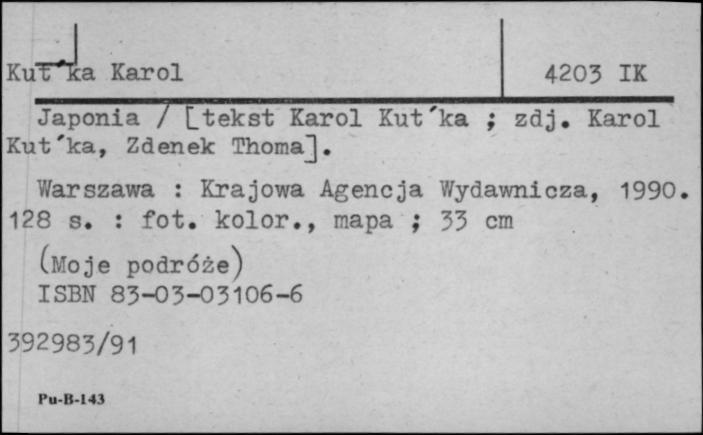 Kut´ka Karol
4203 IK
Japonia / [tekst Karol Kut´ka ; zdj. Karol
Kut´ka, Zdenek Thoma].
Warszawa : Krajowa Agencja Wydawnicza, 1990.
128 s. : fot. kolor., mapa ; 33 cm
(Moje podróże)
ISBN 83-03-03106-6
392983/91
Pu-B-143